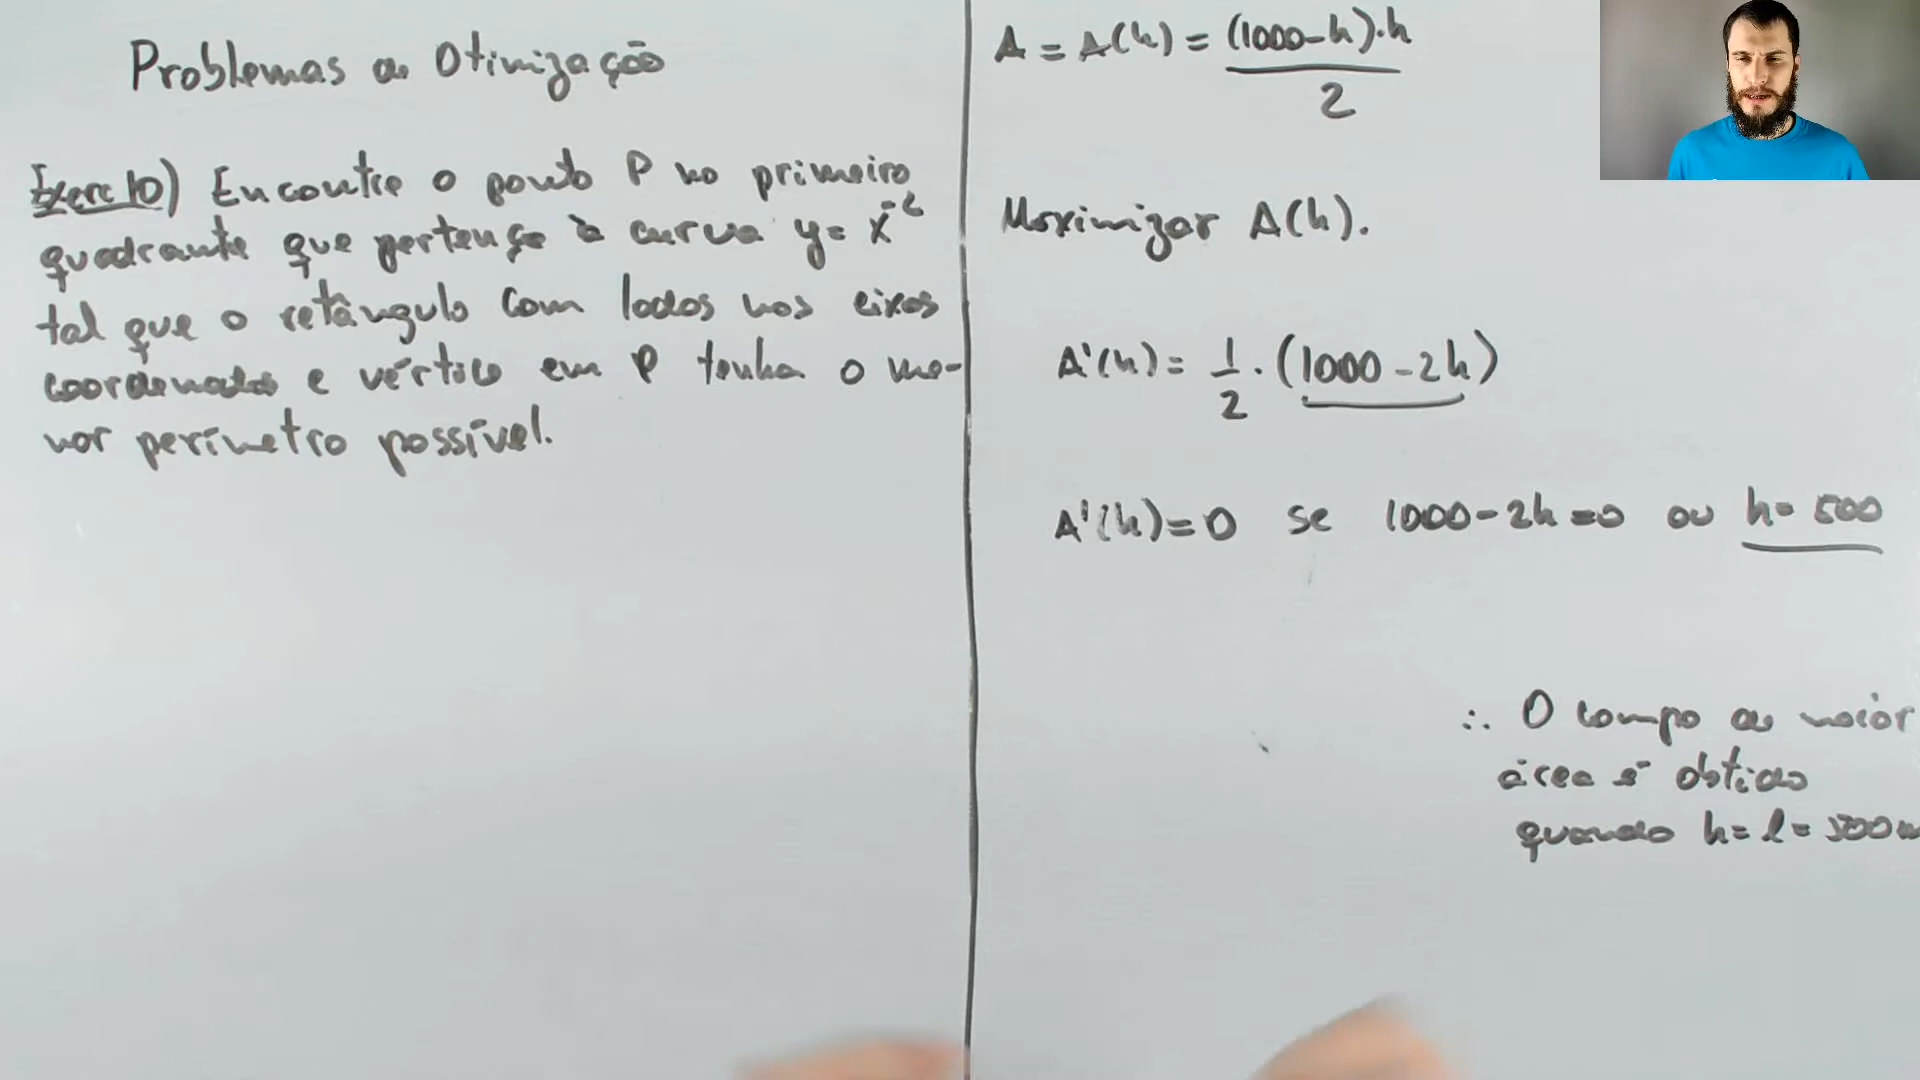 Problemas de Otimização
Exerc 10) Encontre o ponto P no primeiro
quadrante que pertença à curva y = x⁻²
tal que o retângulo com lados nos eixos
coordenados e vértice em P tenha o me-
nor perímetro possível.
A = A(h) = (1000-h).h
2
Maximizar A(h).
A'(h) = 1/2 . (1000 - 2h)
A'(h) = 0 se 1000 - 2h = 0 ou h = 500
∴ O campo de maior
área é obtido
quando h = l = 500m